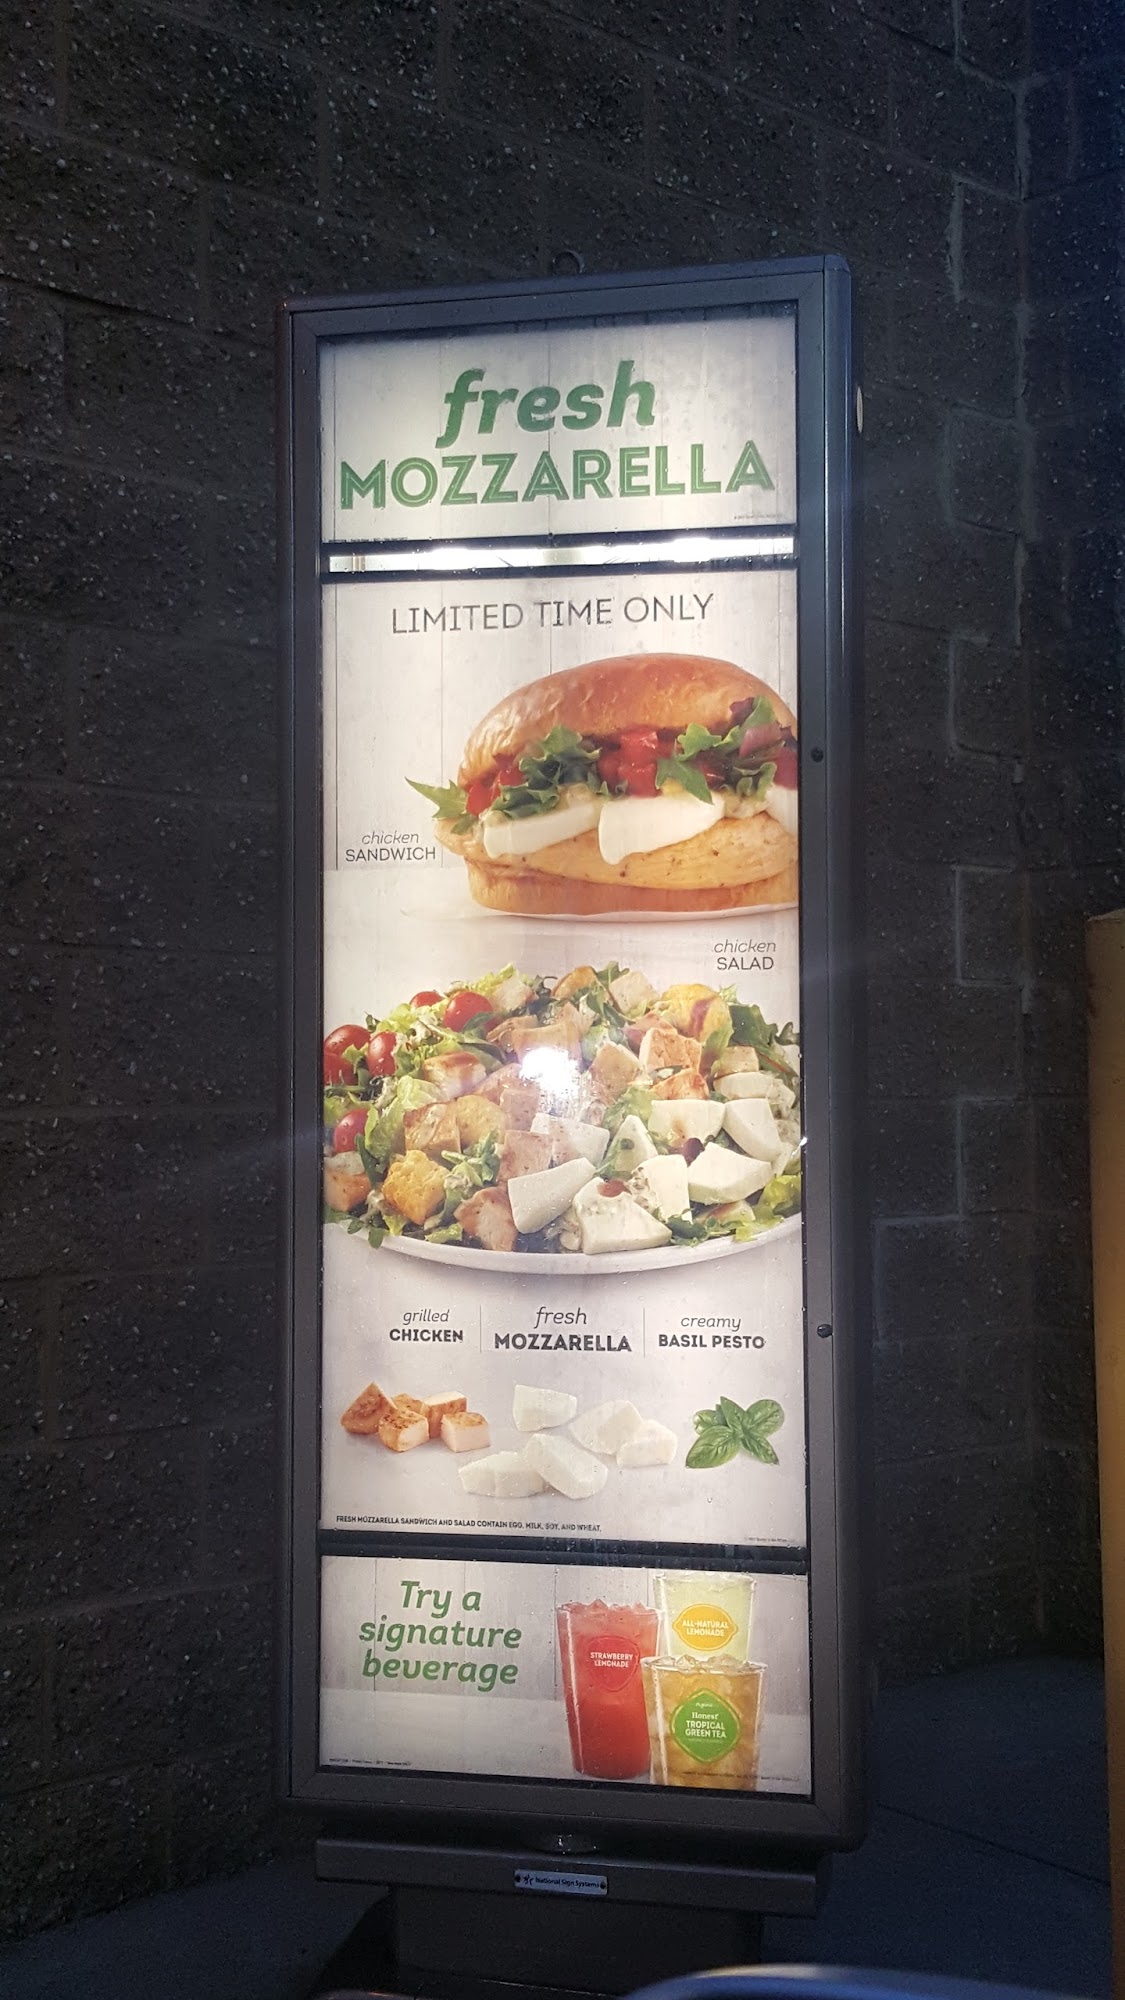 fresh
MOZZARELLA
LIMITED TIME ONLY
chicken
SANDWICH
chicken
SALAD
grilled
CHICKEN
fresh
MOZZARELLA
creamy
BASIL PESTO
FRESH MOZZARELLA SANDWICH AND SALAD CONTAIN EGG, MILK, SOY, AND WHEAT.
Try a
signature
beverage
ALL-NATURAL
LEMONADE
STRAWBERRY
LEMONADE
Honest
TROPICAL
GREEN TEA
National Sign Systems